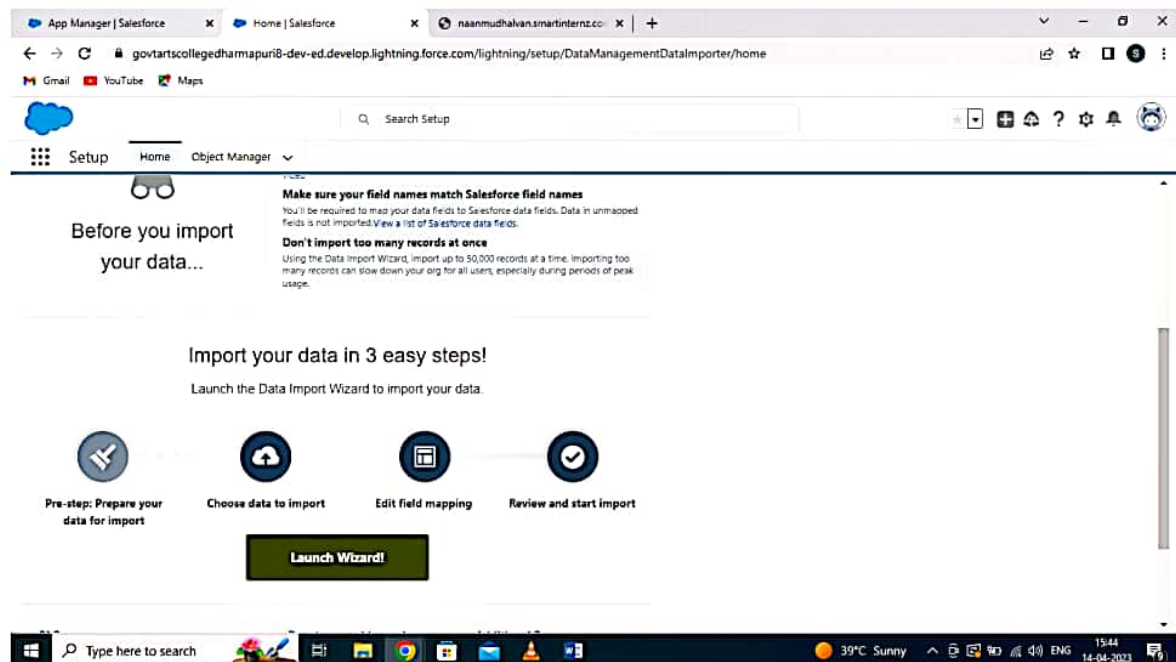 App Manager | Salesforce
Home | Salesforce
naanmudhalvan.smartinternz.co
govtartscollegedharmapuri8-dev-ed.develop.lightning.force.com/lightning/setup/DataManagementDataImporter/home
S
Gmail YouTube Maps
Search Setup
Setup Home Object Manager
Before you import
your data...
Make sure your field names match Salesforce field names
You'll be required to map your data fields to Salesforce data fields. Data in unmapped
fields is not imported.View a list of Salesforce data fields.
Don't import too many records at once
Using the Data Import Wizard, import up to 50,000 records at a time. Importing too
many records can slow down your org for all users, especially during periods of peak
usage.
Import your data in 3 easy steps!
Launch the Data Import Wizard to import your data.
Pre-step: Prepare your
data for import
Choose data to import
Edit field mapping
Review and start import
Launch Wizard!
Type here to search
39°C Sunny
ENG
15:44
14-04-2023